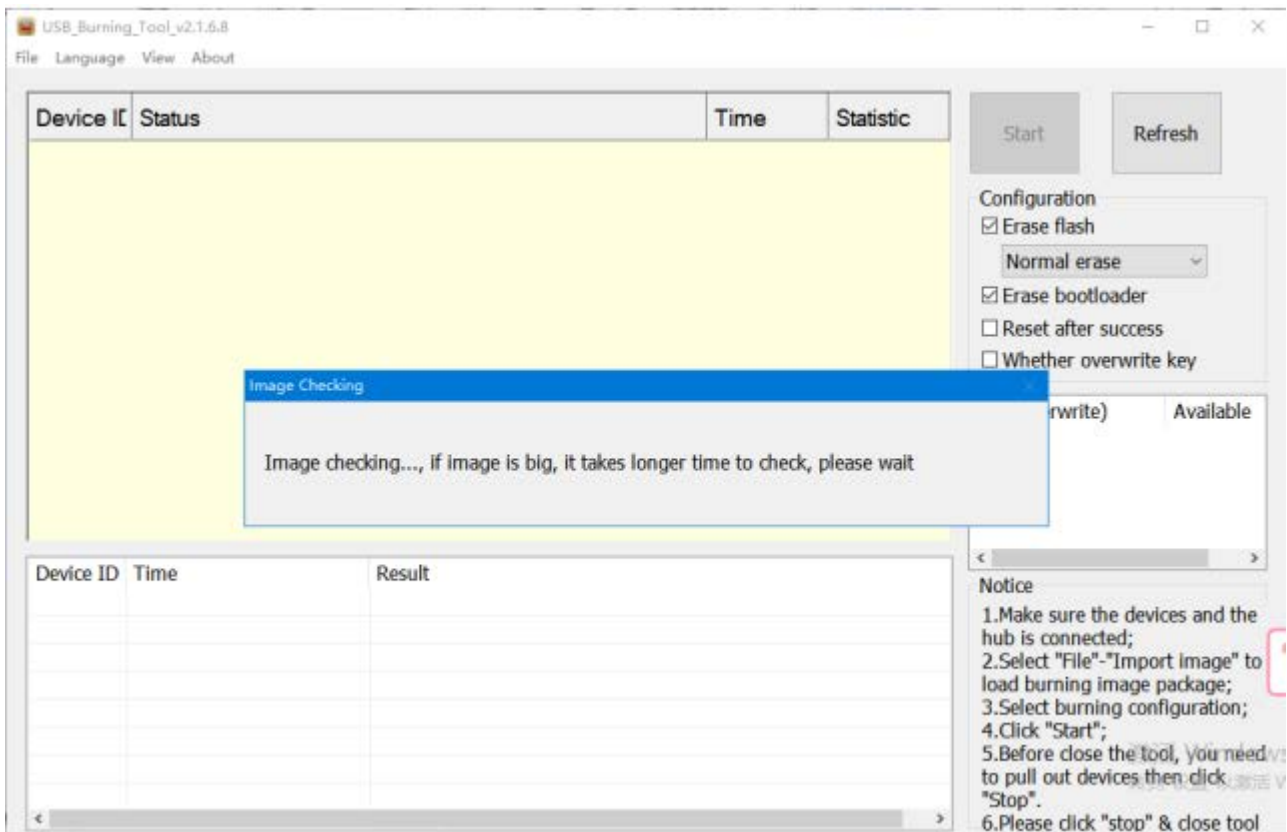 USB_Burning_Tool_v2.1.6.8
File Language View About
Device ID Status Time Statistic
Start Refresh
Configuration
Erase flash
Normal erase
Erase bootloader
Reset after success
Whether overwrite key
Image Checking
rwrite) Available
Image checking..., if image is big, it takes longer time to check, please wait
Device ID Time Result
Notice
1.Make sure the devices and the
hub is connected;
2.Select "File"-"Import image" to
load burning image package;
3.Select burning configuration;
4.Click "Start";
5.Before close the tool, you need
to pull out devices then click
"Stop".
6.Please click "stop" & close tool